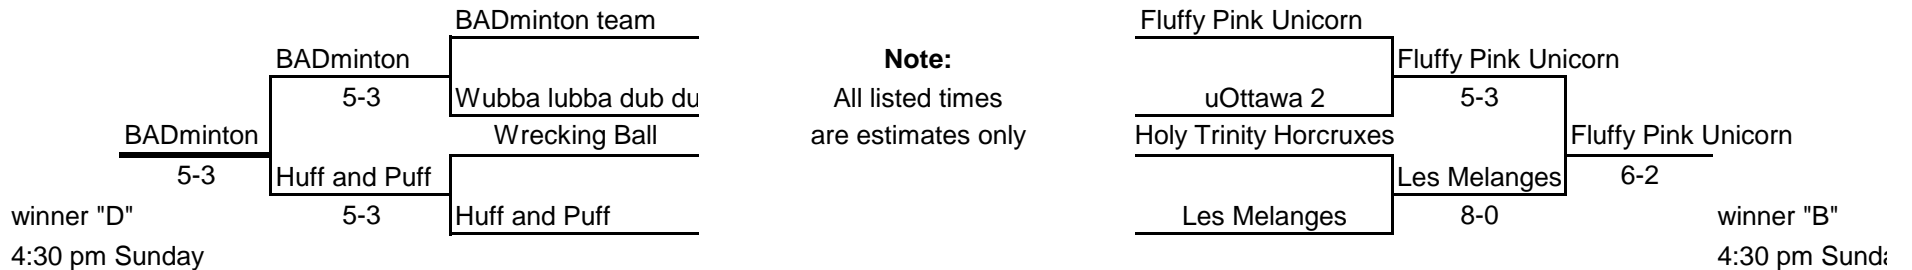 BADminton team
Fluffy Pink Unicorn
BADminton
Note:
Fluffy Pink Unicorn
5-3
Wubba lubba dub du
All listed times
uOttawa 2
5-3
BADminton
Wrecking Ball
are estimates only
Holy Trinity Horcruxes
Fluffy Pink Unicorn
5-3
Huff and Puff
Les Melanges
6-2
winner "D"
5-3
Huff and Puff
Les Melanges
8-0
winner "B"
4:30 pm Sunday
4:30 pm Sunda